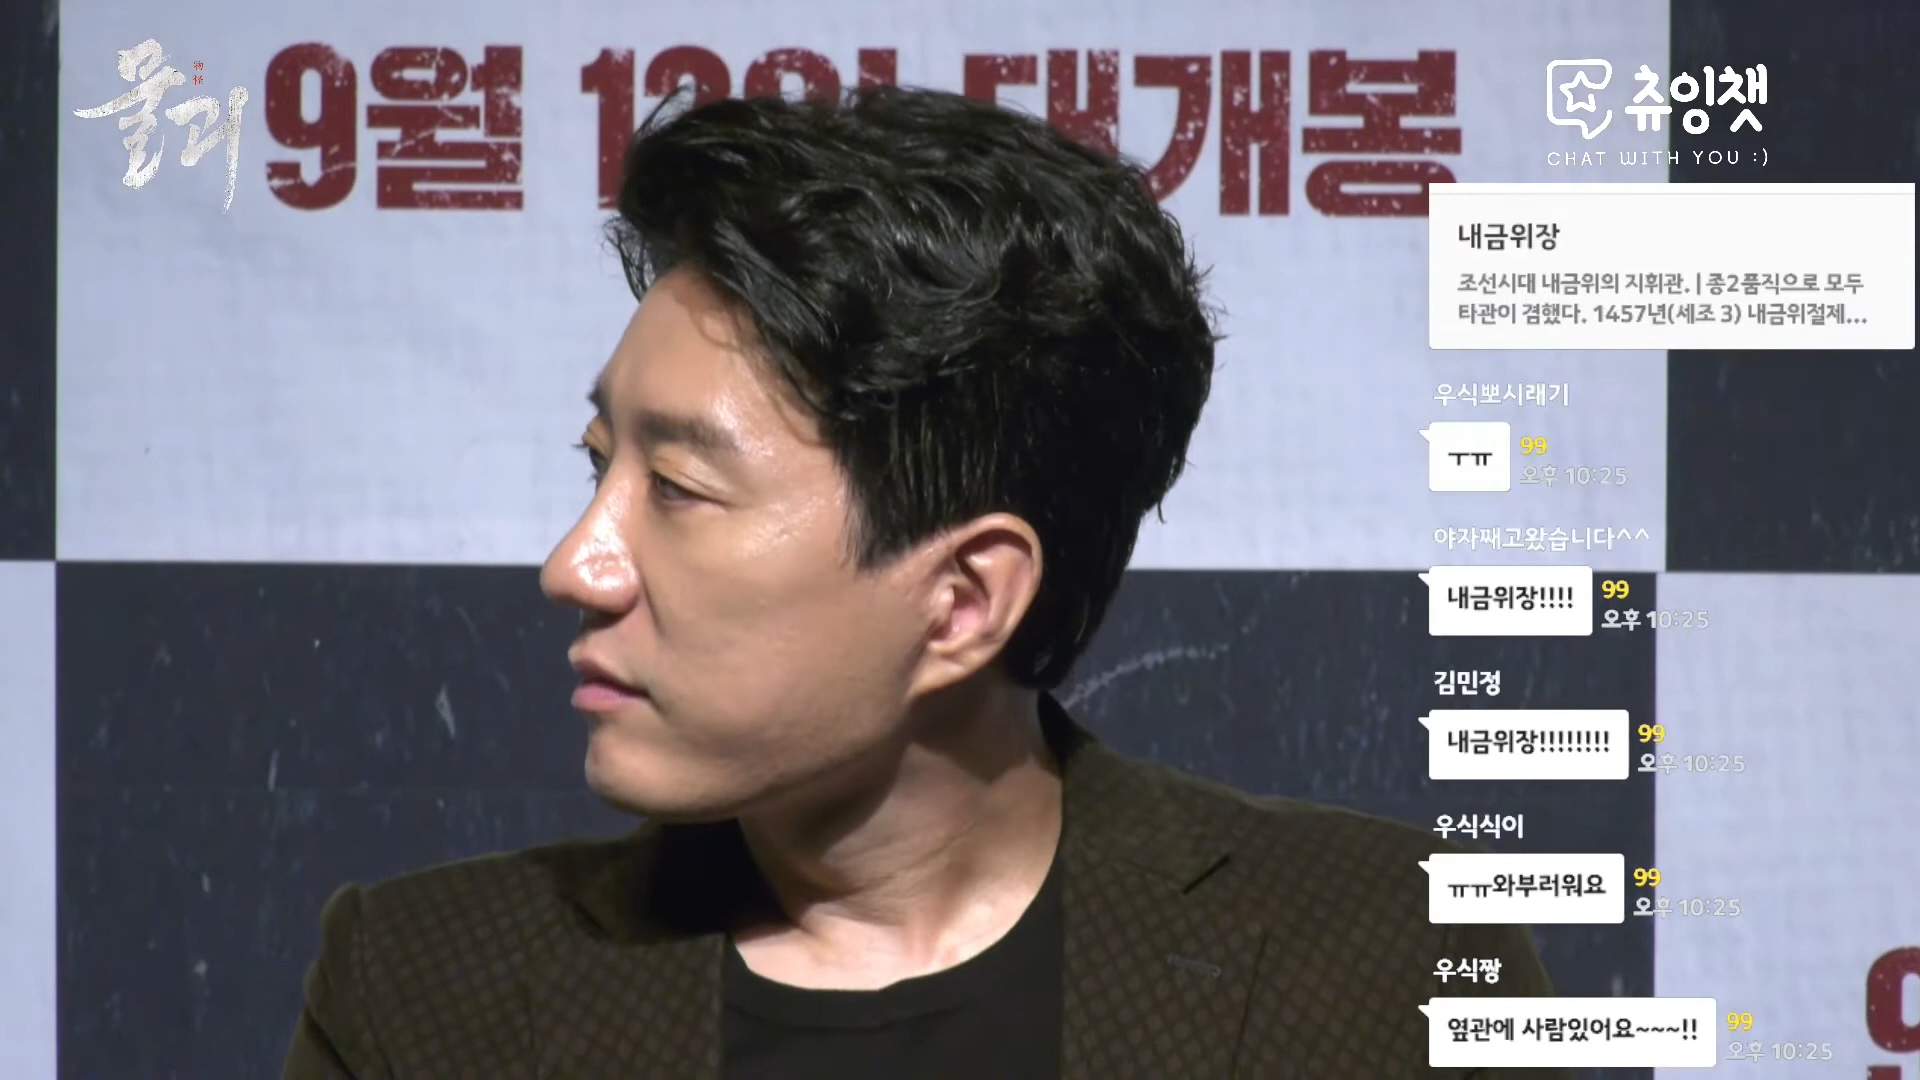 물괴
物怪
9월 대개봉
츄잉챗
CHAT WITH YOU :)
내금위장
조선시대 내금위의 지휘관. | 종2품직으로 모두
타관이 겸했다. 1457년(세조 3) 내금위절제...
우식뽀시래기
ㅜㅠ
99
오후 10:25
야자째고왔습니다^^
내금위장!!!!
99
오후 10:25
김민정
내금위장!!!!!!!!
99
오후 10:25
우식식이
ㅠㅠ와부러워요
99
오후 10:25
우식짱
옆관에 사람있어요~~~!!
99
오후 10:25